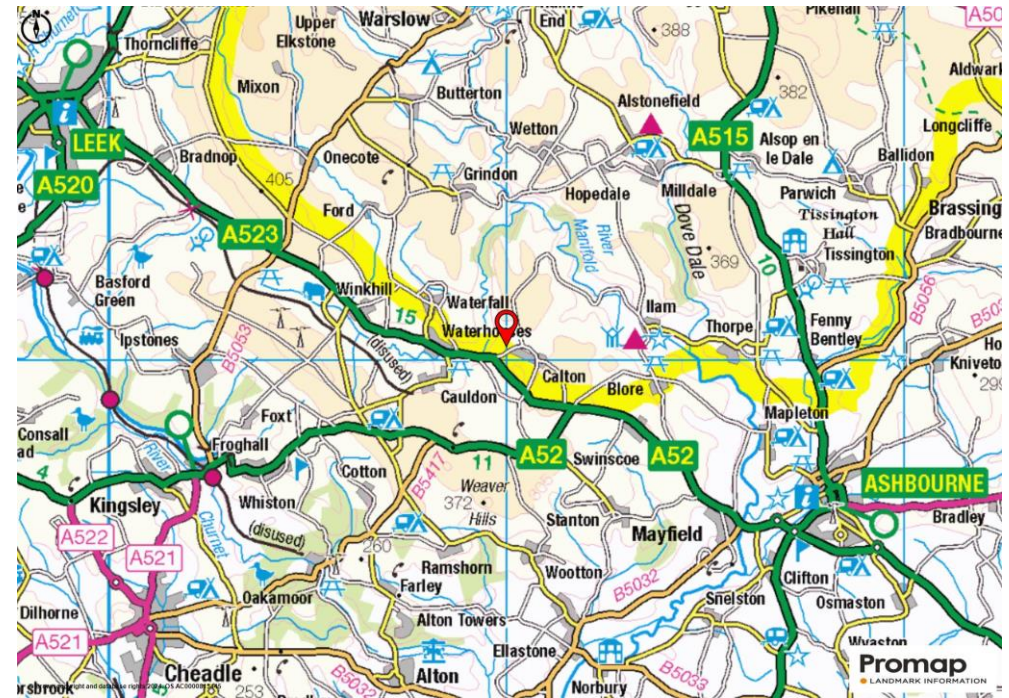 N
Thorncliffe
Upper
Elkstone
Warslow
End
388
A50
Mixon
Butterton
Alstonefield
382
Aldwark
Longcliffe
LEEK
A520
Bradnop
Onecote
405
Wetton
Grindon
A515
Alsop en
le Dale
Ballidon
Hopedale
Milldale
Parwich
Ford
A523
River
Manifold
Dove Dale
369
Tissington
Hall
Tissington
10
Brassing
Bradbourne
Basford
Green
Winkhill
15
Waterfall
Ilam
Thorpe
Fenny
Bentley
B5056
Ipstones
B5053
(disused)
Calton
Blore
Kniveton
Cauldon
Mapleton
Foxt
Froghall
Consall
4
River
Churnet
Cotton
B5417
11
A52
Swinscoe
A52
ASHBOURNE
Kingsley
Whiston
(disused)
372
Weaver
Hills
Stanton
Mayfield
Bradley
A522
A521
260
Ramshorn
Farley
Wootton
B5032
Clifton
Snelston
Osmaston
Dilhorne
Oakamoor
Alton Towers
A521
Ellastone
Wyaston
Cheadle
253
B5032
Alton
Norbury
B5033
Promap
LANDMARK INFORMATION